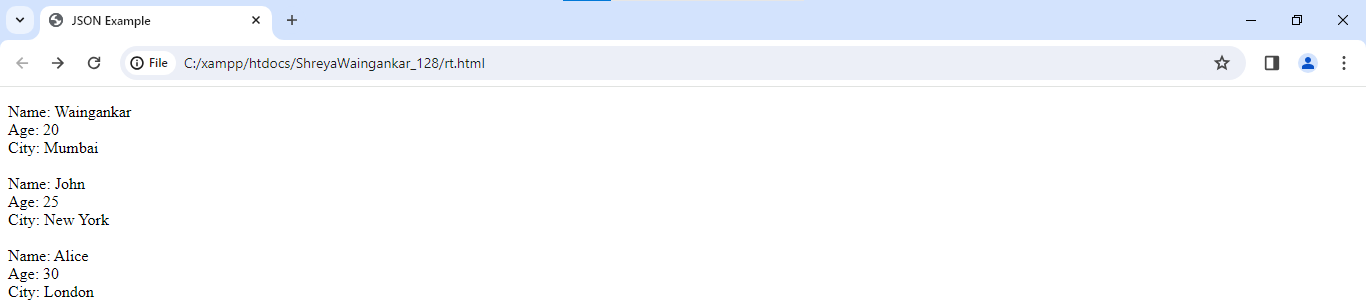 JSON Example
File
C:/xampp/htdocs/ShreyaWaingankar_128/rt.html
Name: Waingankar
Age: 20
City: Mumbai
Name: John
Age: 25
City: New York
Name: Alice
Age: 30
City: London